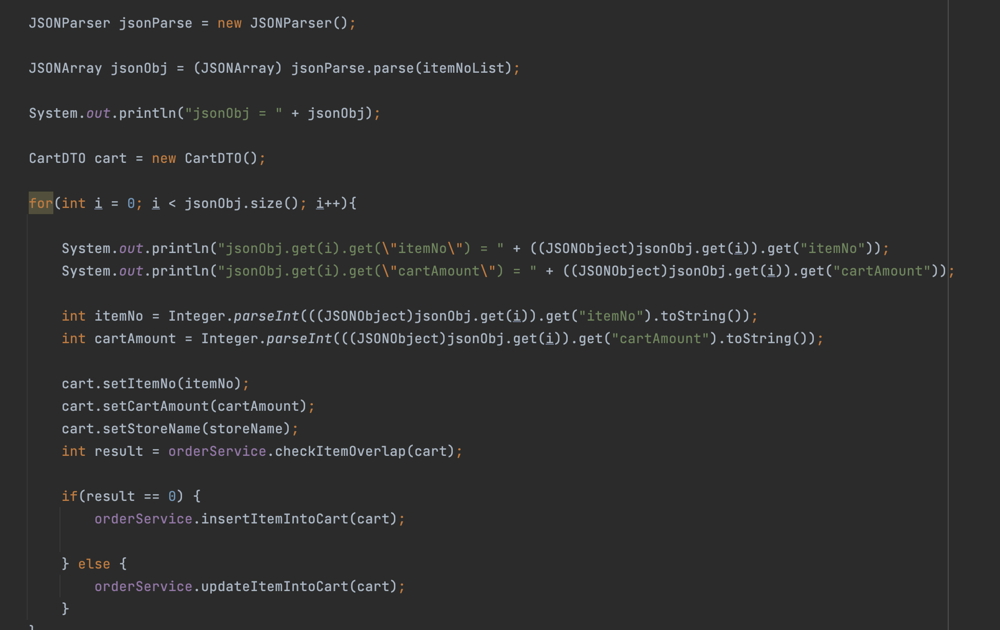 JSONParser jsonParse = new JSONParser();
JSONArray jsonObj = (JSONArray) jsonParse.parse(itemNoList);
System.out.println("jsonObj = " + jsonObj);
CartDTO cart = new CartDTO();
for(int i = 0; i < jsonObj.size(); i++){
System.out.println("jsonObj.get(i).get(\"itemNo\") = " + ((JSONObject)jsonObj.get(i)).get("itemNo"));
System.out.println("jsonObj.get(i).get(\"cartAmount\") = " + ((JSONObject)jsonObj.get(i)).get("cartAmount"));
int itemNo = Integer.parseInt(((JSONObject)jsonObj.get(i)).get("itemNo").toString());
int cartAmount = Integer.parseInt(((JSONObject)jsonObj.get(i)).get("cartAmount").toString());
cart.setItemNo(itemNo);
cart.setCartAmount(cartAmount);
cart.setStoreName(storeName);
int result = orderService.checkItemOverlap(cart);
if(result == 0) {
orderService.insertItemIntoCart(cart);
} else {
orderService.updateItemIntoCart(cart);
}
}